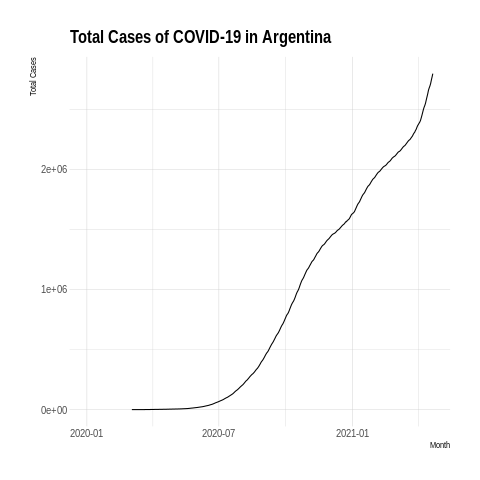 Total Cases of COVID-19 in Argentina
Total Cases
2e+06
1e+06
0e+00
2020-01 2020-07 2021-01
Month